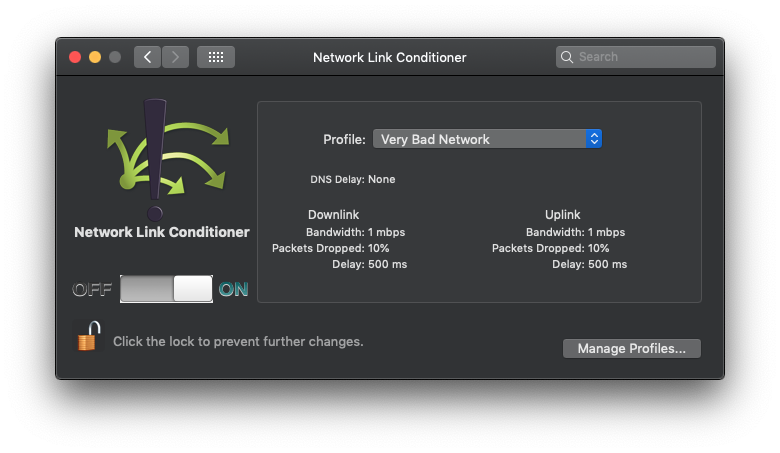 Network Link Conditioner
Search
Profile: Very Bad Network
DNS Delay: None
Downlink
Bandwidth: 1 mbps
Packets Dropped: 10%
Delay: 500 ms
Uplink
Bandwidth: 1 mbps
Packets Dropped: 10%
Delay: 500 ms
Network Link Conditioner
OFF ON
Click the lock to prevent further changes.
Manage Profiles...